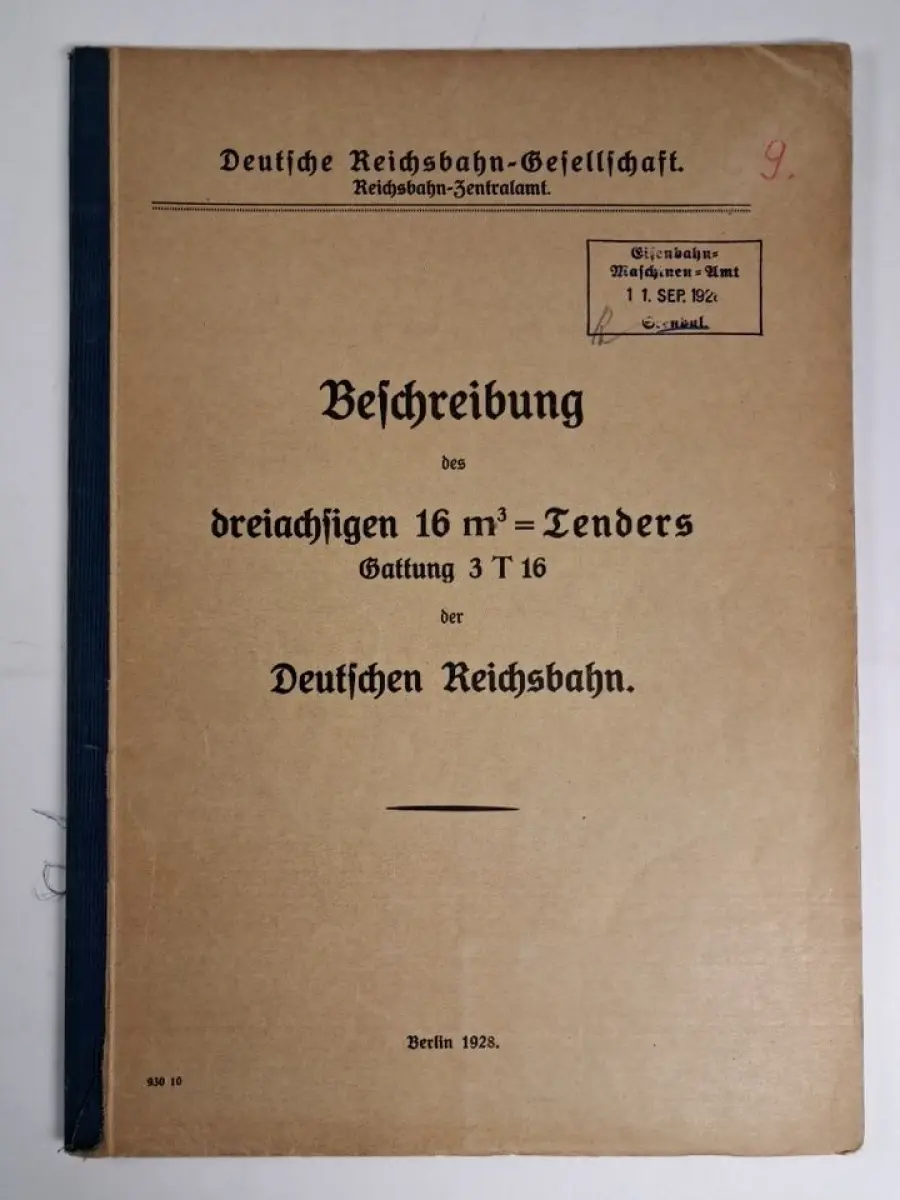 Deutsche Reichsbahn-Gesellschaft.
Reichsbahn-Zentralamt.
9.
Eisenbahn=
Maschinen=Amt
11. SEP. 192
Beschreibung
des
dreiachsigen 16 m³=Tenders
Gattung 3 T 16
der
Deutschen Reichsbahn.
Berlin 1928.
930 10